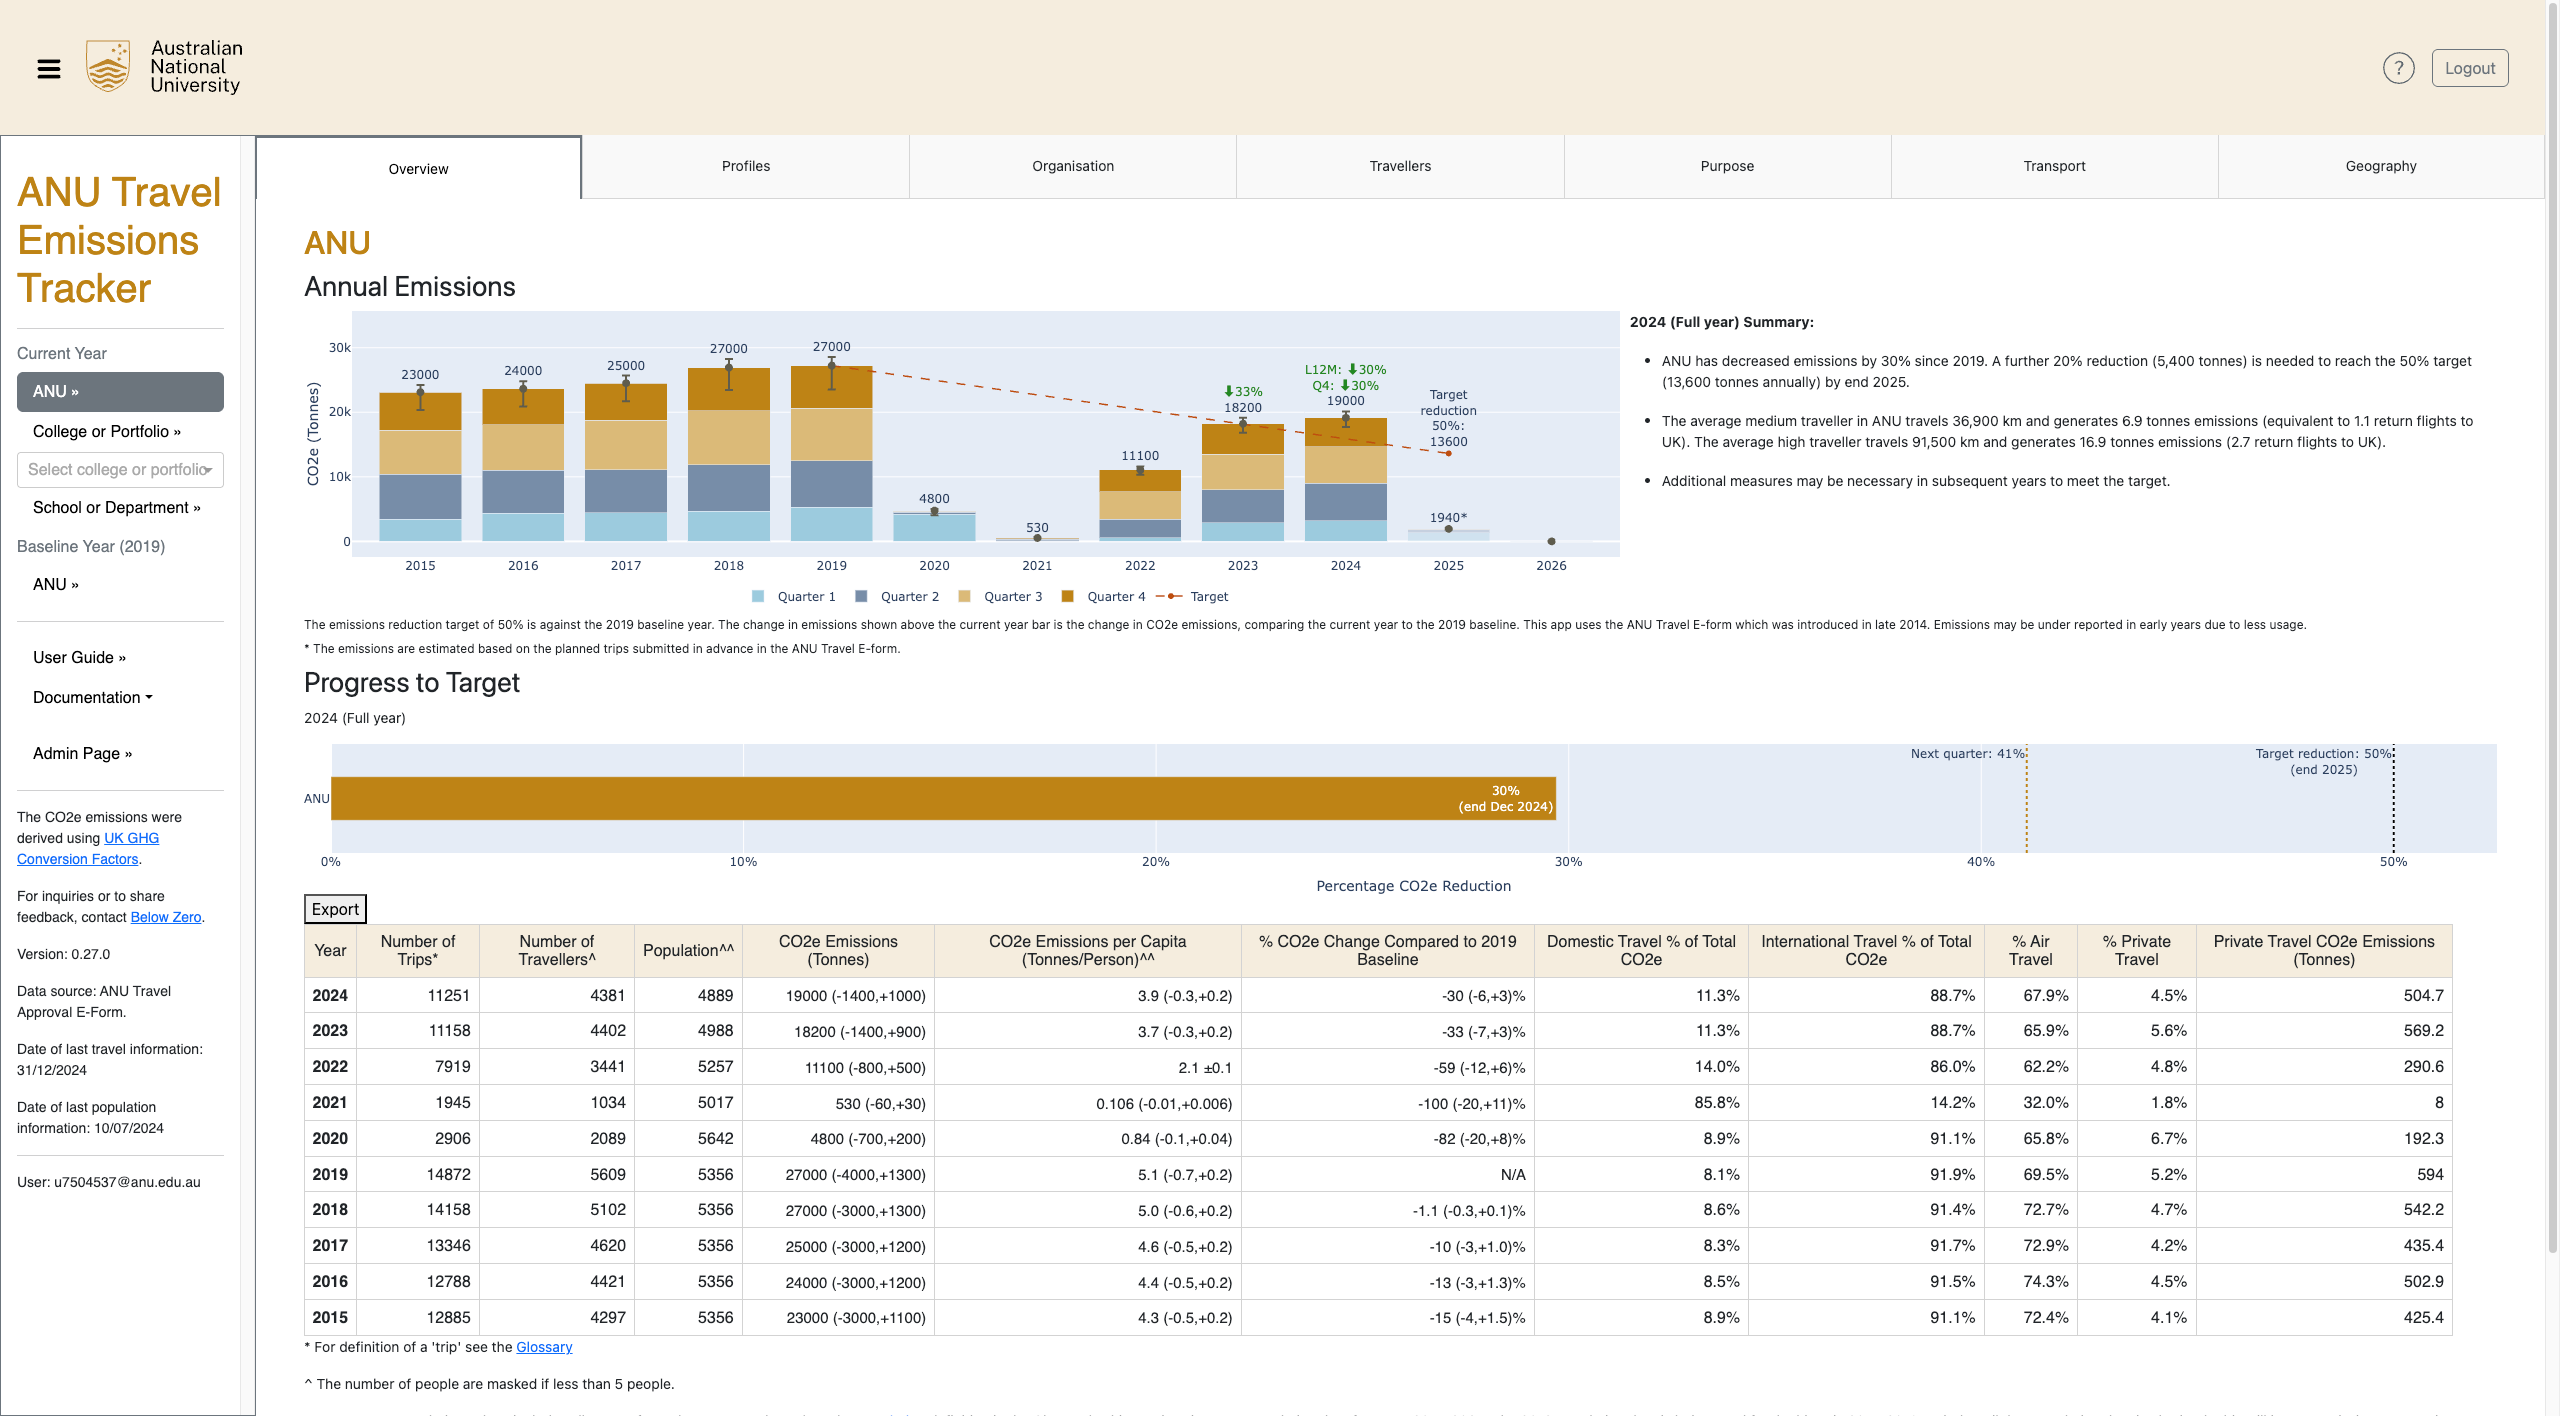 Australian
National
University
?
Logout
ANU Travel
Emissions
Tracker
Current Year
ANU »
College or Portfolio »
Select college or portfolio
School or Department »
Baseline Year (2019)
ANU »
User Guide »
Documentation
Admin Page »
The CO2e emissions were
derived using UK GHG
Conversion Factors.
For inquiries or to share
feedback, contact Below Zero.
Version: 0.27.0
Data source: ANU Travel
Approval E-Form.
Date of last travel information:
31/12/2024
Date of last population
information: 10/07/2024
User: u7504537@anu.edu.au
Overview Profiles Organisation Travellers Purpose Transport Geography
ANU
Annual Emissions
CO2e (Tonnes)
30k
20k
10k
0
23000
24000
25000
27000
27000
4800
530
11100
⬇33%
18200
L12M: ⬇30%
Q4: ⬇30%
19000
Target
reduction
50%:
13600
1940*
2015 2016 2017 2018 2019 2020 2021 2022 2023 2024 2025 2026
Quarter 1 Quarter 2 Quarter 3 Quarter 4 Target
2024 (Full year) Summary:
• ANU has decreased emissions by 30% since 2019. A further 20% reduction (5,400 tonnes) is needed to reach the 50% target
(13,600 tonnes annually) by end 2025.
• The average medium traveller in ANU travels 36,900 km and generates 6.9 tonnes emissions (equivalent to 1.1 return flights to
UK). The average high traveller travels 91,500 km and generates 16.9 tonnes emissions (2.7 return flights to UK).
• Additional measures may be necessary in subsequent years to meet the target.
The emissions reduction target of 50% is against the 2019 baseline year. The change in emissions shown above the current year bar is the change in CO2e emissions, comparing the current year to the 2019 baseline. This app uses the ANU Travel E-form which was introduced in late 2014. Emissions may be under reported in early years due to less usage.
* The emissions are estimated based on the planned trips submitted in advance in the ANU Travel E-form.
Progress to Target
2024 (Full year)
Next quarter: 41%
Target reduction: 50%
(end 2025)
ANU
30%
(end Dec 2024)
0% 10% 20% 30% 40% 50%
Percentage CO2e Reduction
Export
Year Number of Trips* Number of Travellers^ Population^^ CO2e Emissions (Tonnes) CO2e Emissions per Capita (Tonnes/Person)^^ % CO2e Change Compared to 2019 Baseline Domestic Travel % of Total CO2e International Travel % of Total CO2e % Air Travel % Private Travel Private Travel CO2e Emissions (Tonnes)
2024 11251 4381 4889 19000 (-1400,+1000) 3.9 (-0.3,+0.2) -30 (-6,+3)% 11.3% 88.7% 67.9% 4.5% 504.7
2023 11158 4402 4988 18200 (-1400,+900) 3.7 (-0.3,+0.2) -33 (-7,+3)% 11.3% 88.7% 65.9% 5.6% 569.2
2022 7919 3441 5257 11100 (-800,+500) 2.1 ±0.1 -59 (-12,+6)% 14.0% 86.0% 62.2% 4.8% 290.6
2021 1945 1034 5017 530 (-60,+30) 0.106 (-0.01,+0.006) -100 (-20,+11)% 85.8% 14.2% 32.0% 1.8% 8
2020 2906 2089 5642 4800 (-700,+200) 0.84 (-0.1,+0.04) -82 (-20,+8)% 8.9% 91.1% 65.8% 6.7% 192.3
2019 14872 5609 5356 27000 (-4000,+1300) 5.1 (-0.7,+0.2) N/A 8.1% 91.9% 69.5% 5.2% 594
2018 14158 5102 5356 27000 (-3000,+1300) 5.0 (-0.6,+0.2) -1.1 (-0.3,+0.1)% 8.6% 91.4% 72.7% 4.7% 542.2
2017 13346 4620 5356 25000 (-3000,+1200) 4.6 (-0.5,+0.2) -10 (-3,+1.0)% 8.3% 91.7% 72.9% 4.2% 435.4
2016 12788 4421 5356 24000 (-3000,+1200) 4.4 (-0.5,+0.2) -13 (-3,+1.3)% 8.5% 91.5% 74.3% 4.5% 502.9
2015 12885 4297 5356 23000 (-3000,+1100) 4.3 (-0.5,+0.2) -15 (-4,+1.5)% 8.9% 91.1% 72.4% 4.1% 425.4
* For definition of a 'trip' see the Glossary
^ The number of people are masked if less than 5 people.